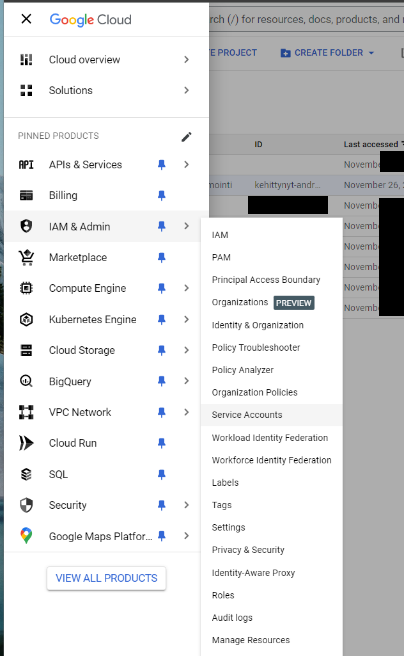 Google Cloud
rch (/) for resources, docs, products, and r
Cloud overview
Solutions
TE PROJECT
CREATE FOLDER
PINNED PRODUCTS
API APIs & Services
Billing
IAM & Admin
Marketplace
Compute Engine
Kubernetes Engine
Cloud Storage
BigQuery
VPC Network
Cloud Run
SQL
Security
Google Maps Platfor...
VIEW ALL PRODUCTS
ID
Last accessed
Novembe
mointi
kehittynyt-andr...
November 26, 2
Novembe
Novembe
Novembe
Novembe
Novembe
IAM
PAM
Principal Access Boundary
Organizations PREVIEW
Identity & Organization
Policy Troubleshooter
Policy Analyzer
Organization Policies
Service Accounts
Workload Identity Federation
Workforce Identity Federation
Labels
Tags
Settings
Privacy & Security
Identity-Aware Proxy
Roles
Audit logs
Manage Resources